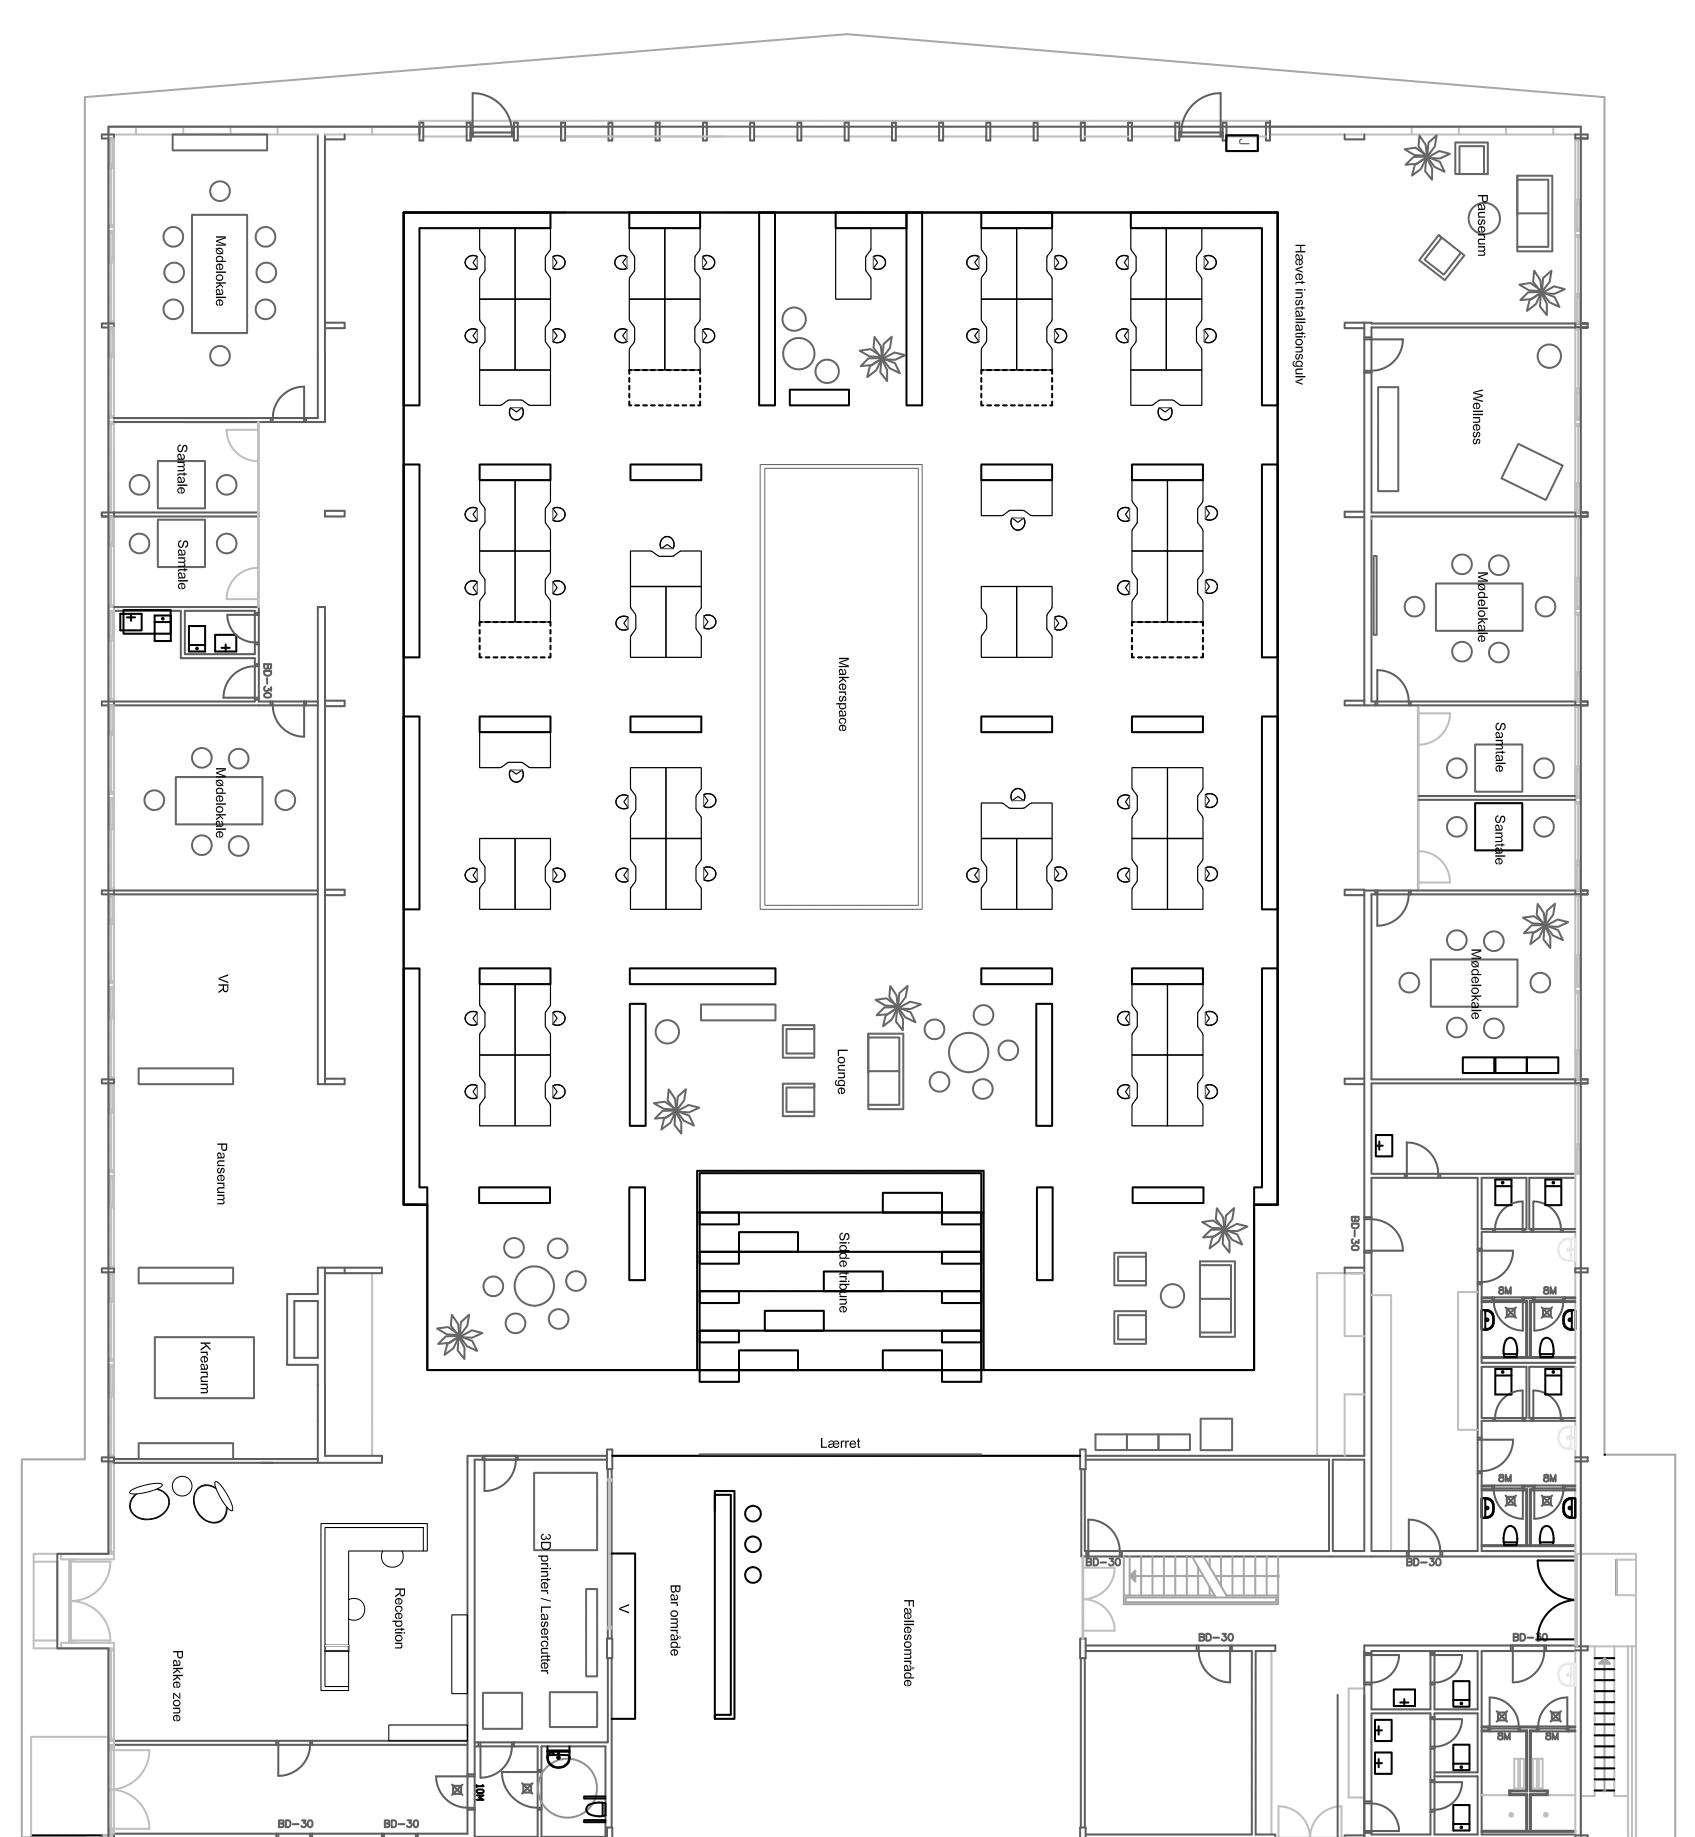 J
Pauserum
Mødelokale
Hævet installationsgulv
Wellness
Samtale
Samtale
Mødelokale
BD-30
Makerspace
Samtale
Mødelokale
Samtale
VR
Mødelokale
Lounge
Pauserum
BD-30
Sidde tribune
8M
8M
Krearum
Lærret
8M
8M
3D printer / Lasercutter
BD-30
BD-30
Reception
V
Bar område
Fællesområde
BD-30
BD-30
Pakke zone
8M
8M
10M
BD-30
BD-30